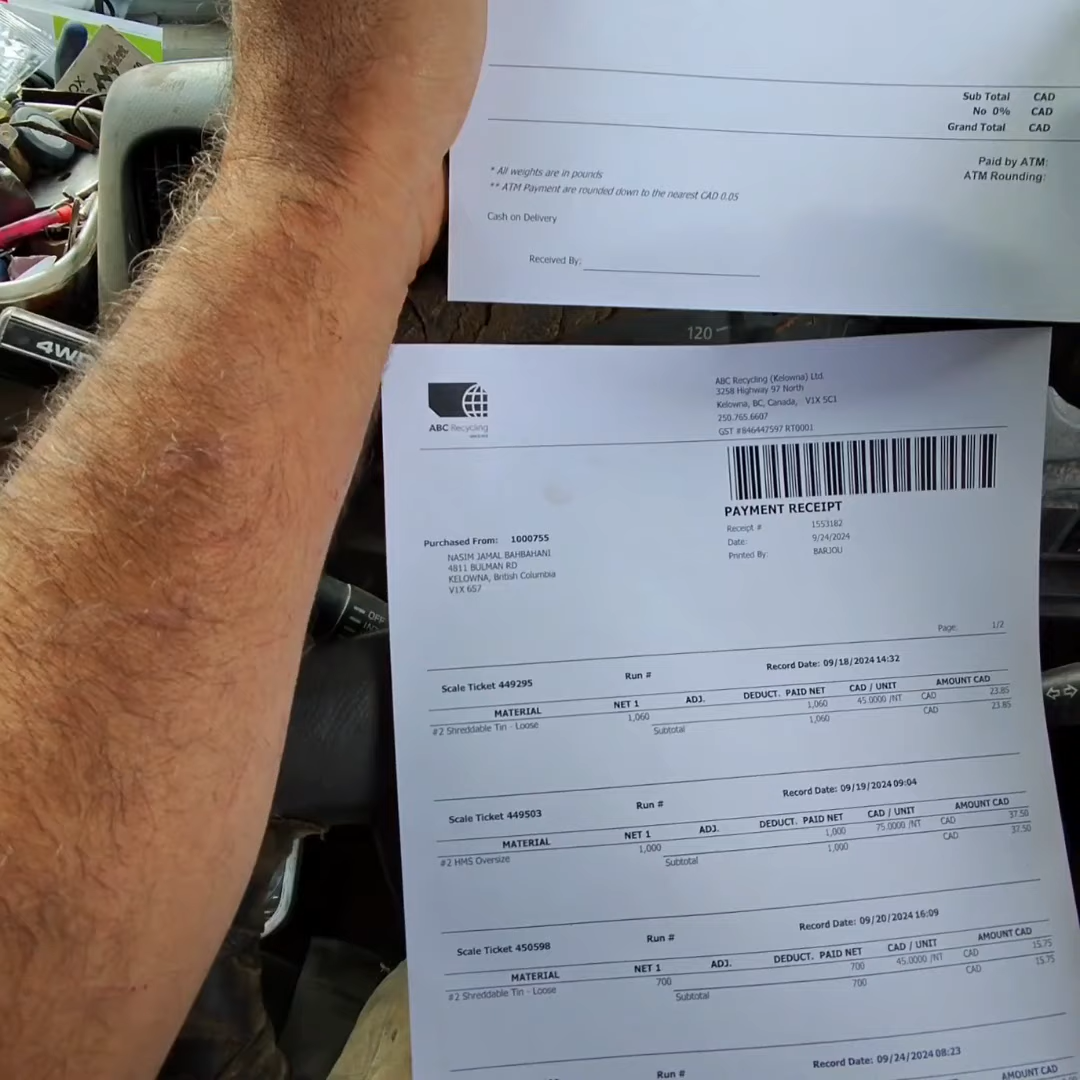 Sub Total CAD
No 0% CAD
Grand Total CAD
Paid by ATM:
ATM Rounding:
* All weights are in pounds
** ATM Payment are rounded down to the nearest CAD 0.05
Cash on Delivery
Received By:
120
4WD
OFF
ABC Recycling
ABC Recycling (Kelowna) Ltd.
3258 Highway 97 North
Kelowna, BC, Canada, V1X 5C1
250.765.6607
GST #846447597 RT0001
PAYMENT RECEIPT
Receipt # 1553182
Date: 9/24/2024
Printed By: BARJOU
Purchased From: 1000755
NASIM JAMAL BAHBAHANI
4811 BULMAN RD
KELOWNA, British Columbia
V1X 6S7
Page: 1/2
Scale Ticket 449295 Run # Record Date: 09/18/2024 14:32
MATERIAL NET 1 ADJ. DEDUCT. PAID NET CAD / UNIT AMOUNT CAD
#2 Shreddable Tin - Loose 1,060 1,060 45.0000 /NT CAD 23.85
Subtotal 1,060 CAD 23.85
Scale Ticket 449503 Run # Record Date: 09/19/2024 09:04
MATERIAL NET 1 ADJ. DEDUCT. PAID NET CAD / UNIT AMOUNT CAD
#2 HMS Oversize 1,000 1,000 75.0000 /NT CAD 37.50
Subtotal 1,000 CAD 37.50
Scale Ticket 450598 Run # Record Date: 09/20/2024 16:09
MATERIAL NET 1 ADJ. DEDUCT. PAID NET CAD / UNIT AMOUNT CAD
#2 Shreddable Tin - Loose 700 700 45.0000 /NT CAD 15.75
Subtotal 700 CAD 15.75
Run # Record Date: 09/24/2024 08:23
AMOUNT CAD